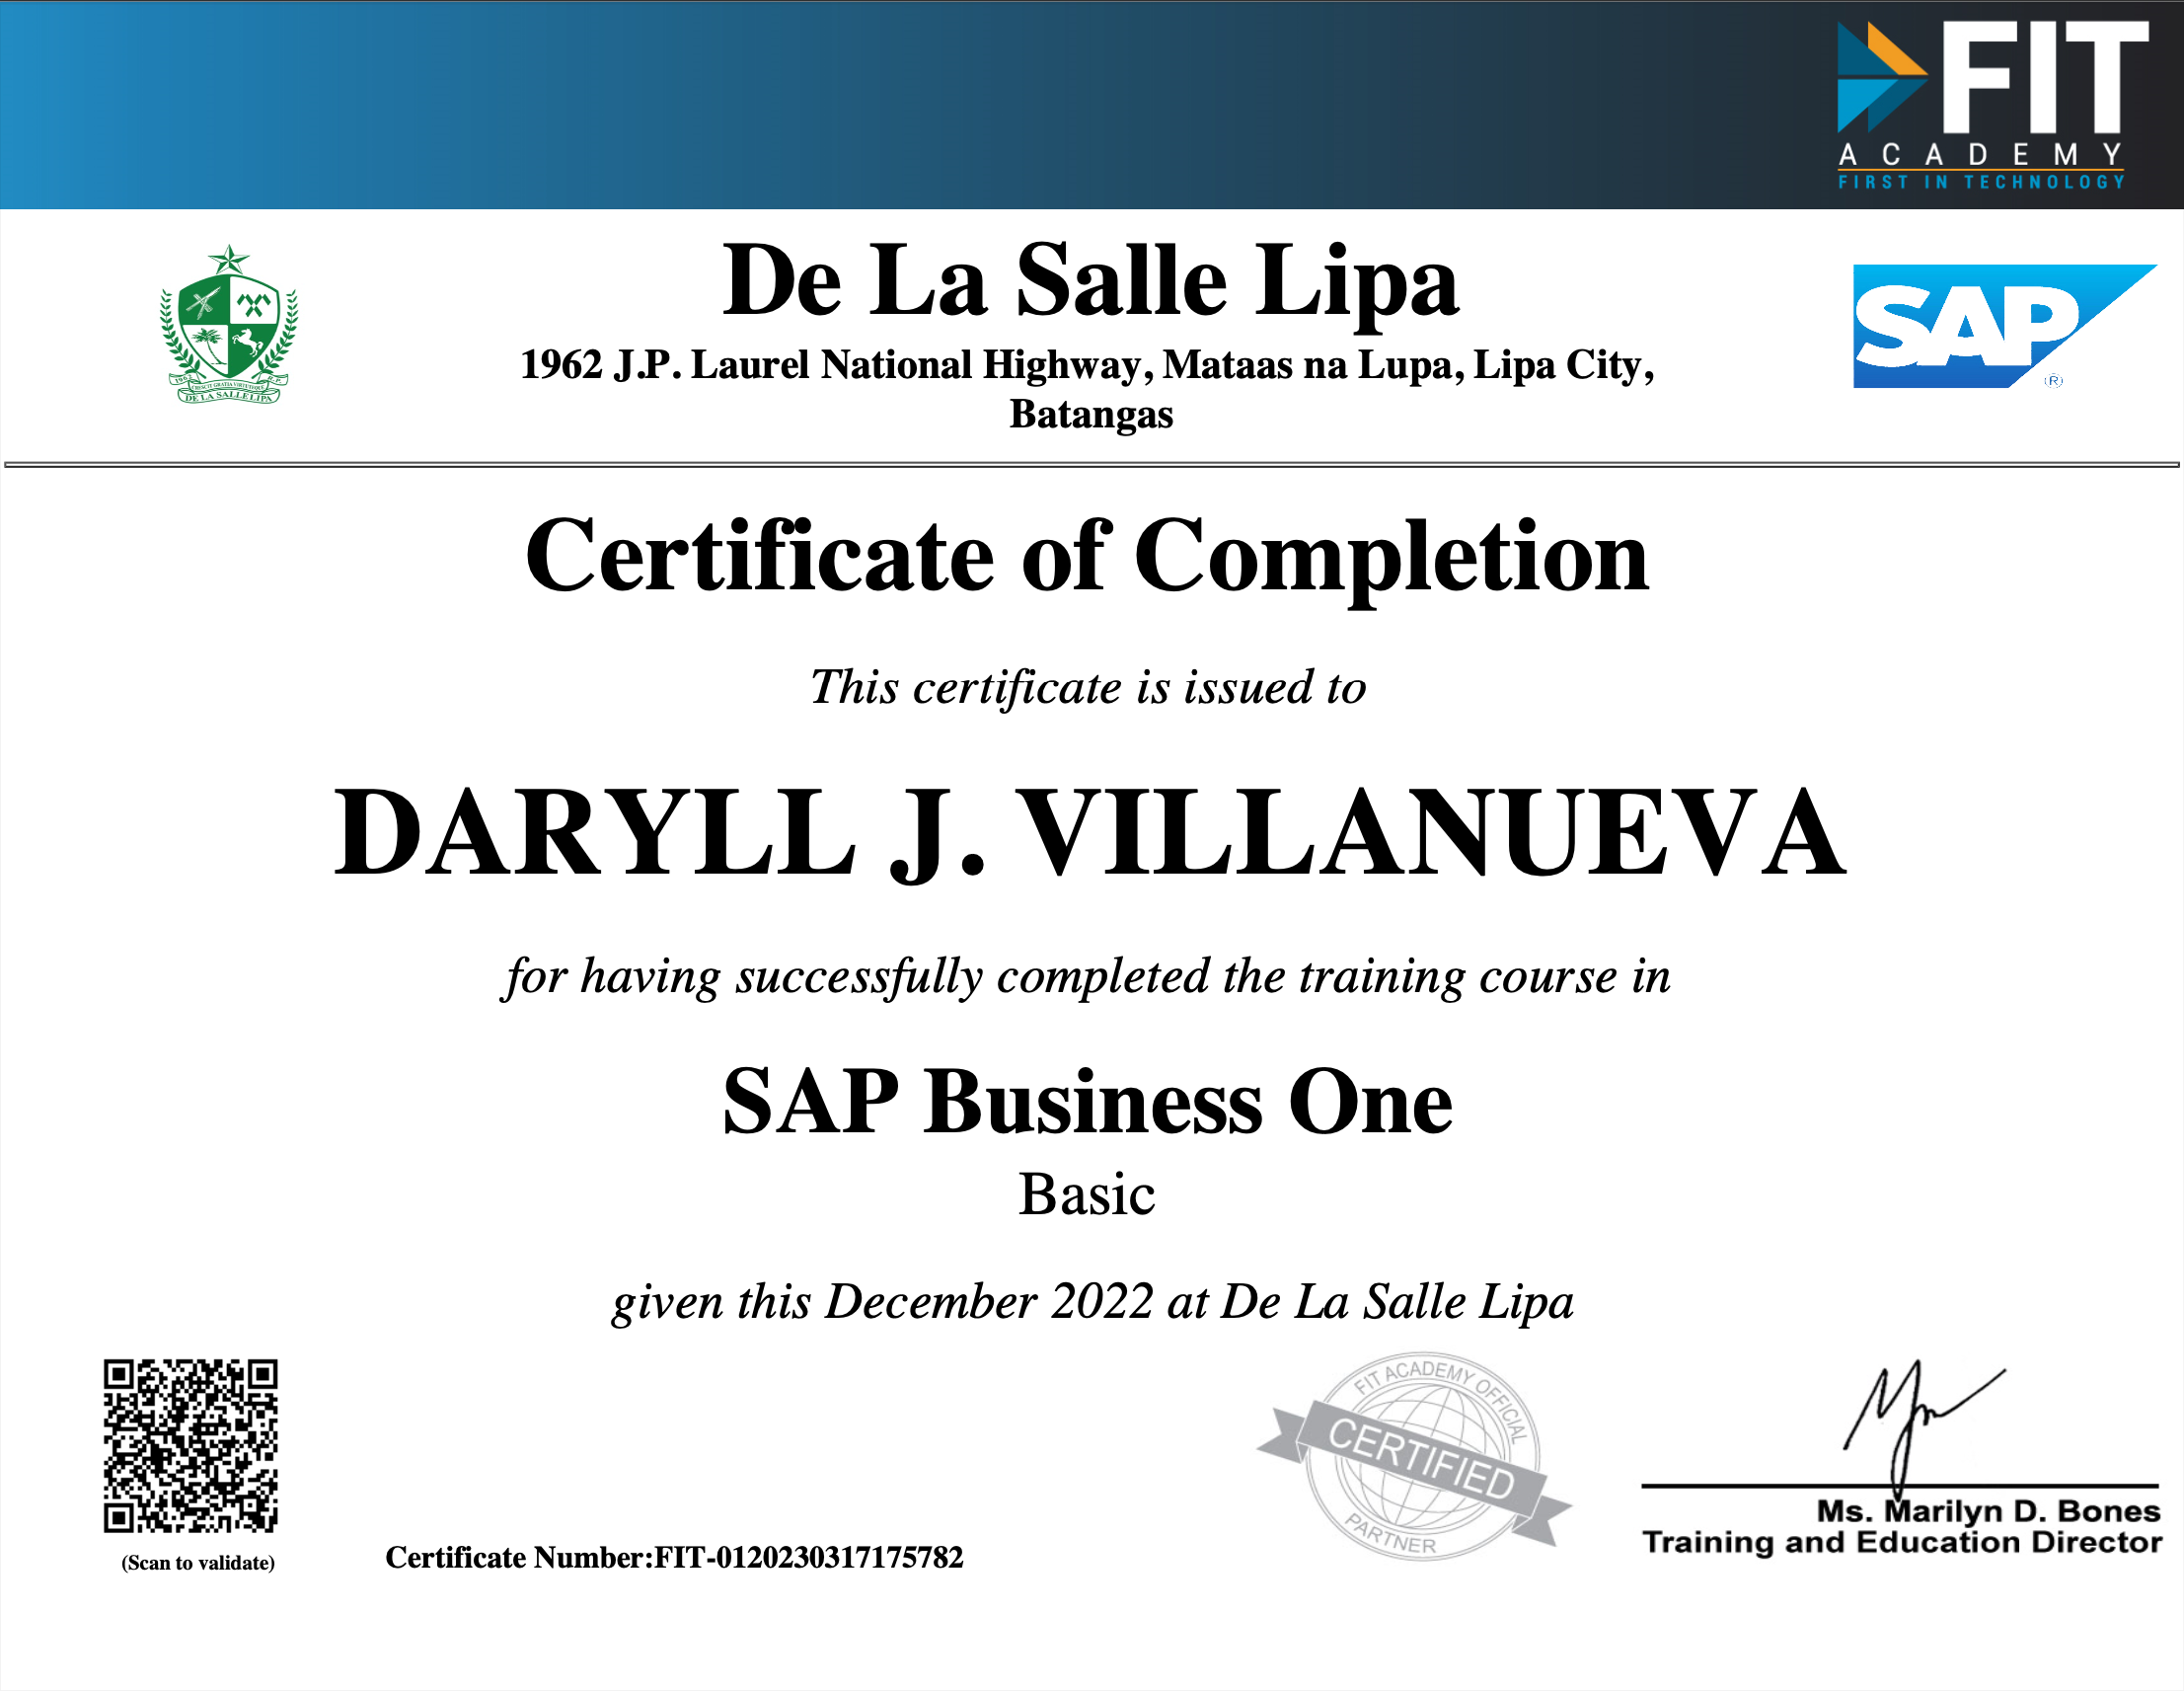 FIT
ACADEMY
FIRST IN TECHNOLOGY
De La Salle Lipa
1962 J.P. Laurel National Highway, Mataas na Lupa, Lipa City,
Batangas
SAP
®
1962 R.P.
DE LA SALLE LIPA
Certificate of Completion
This certificate is issued to
DARYLL J. VILLANUEVA
for having successfully completed the training course in
SAP Business One
Basic
given this December 2022 at De La Salle Lipa
FIT ACADEMY OFFICIAL
CERTIFIED
PARTNER
Ms. Marilyn D. Bones
Training and Education Director
(Scan to validate)
Certificate Number:FIT-0120230317175782